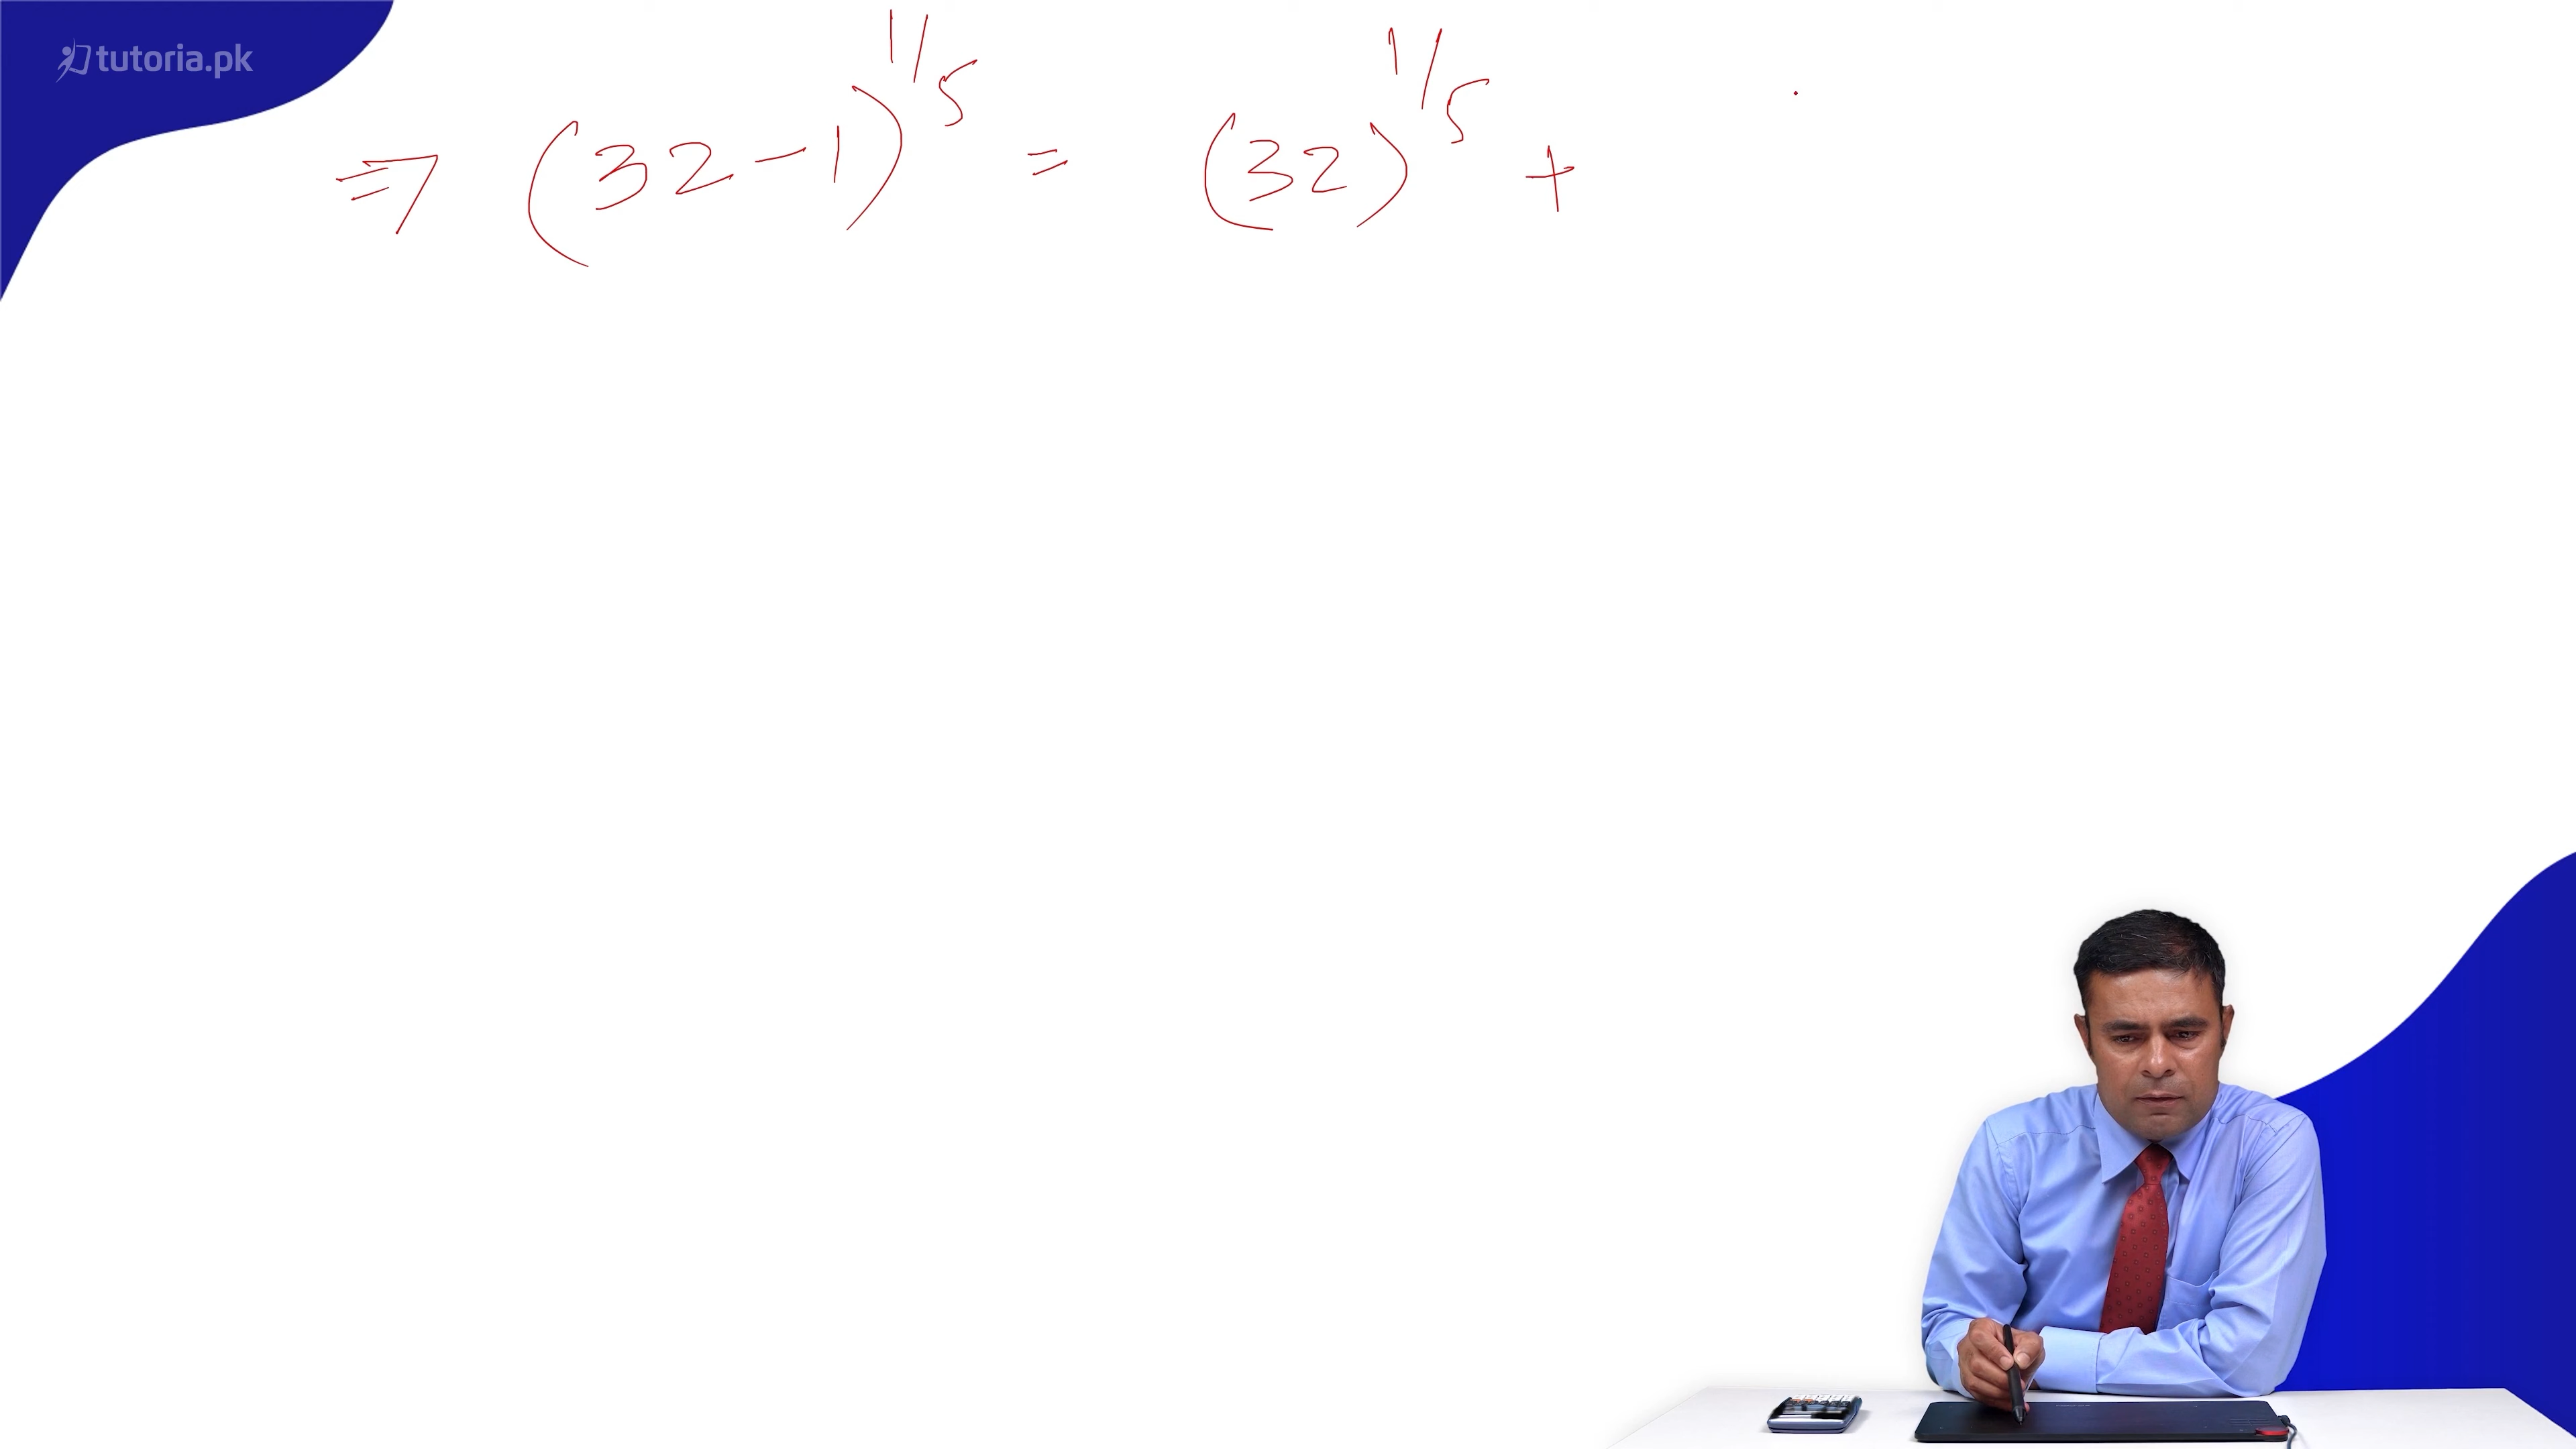 tutoria.pk
⇒ (32-1)^1/5 = (32)^1/5 +